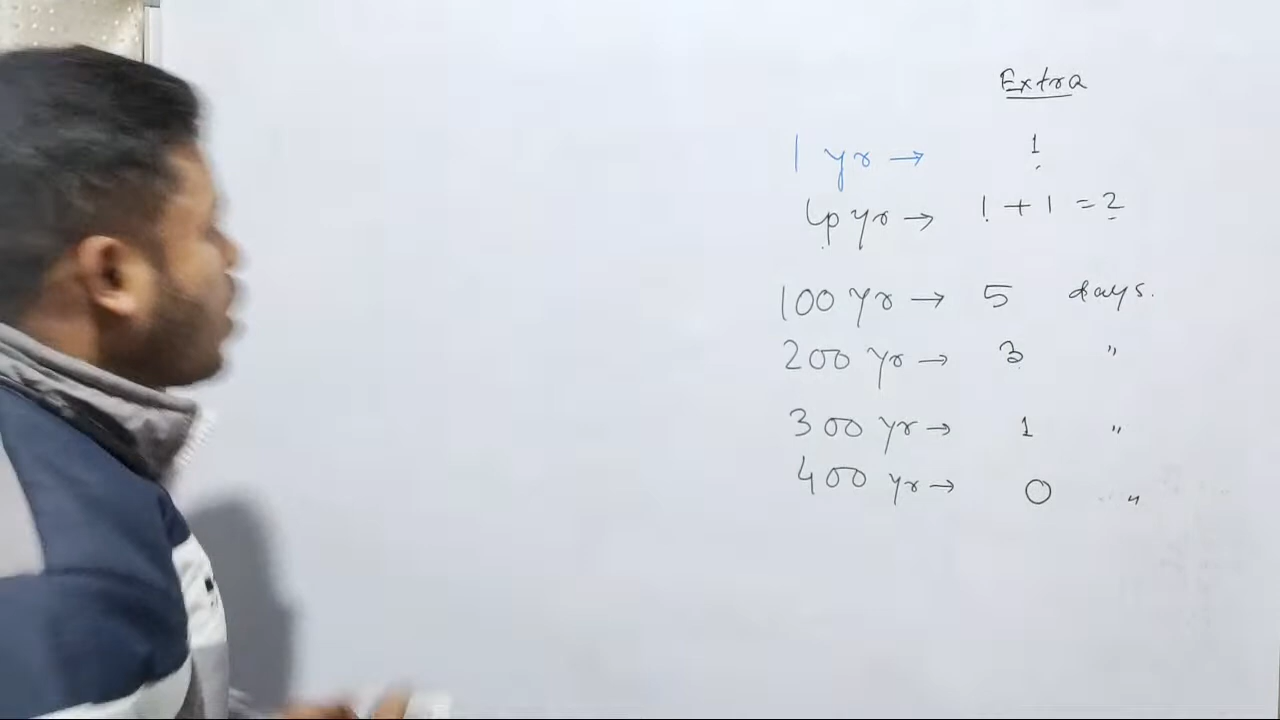 Extra
1 yr → 1
Lp yr → 1 + 1 = 2
100 yr → 5 days.
200 yr → 3 "
300 yr → 1 "
400 yr → 0 "